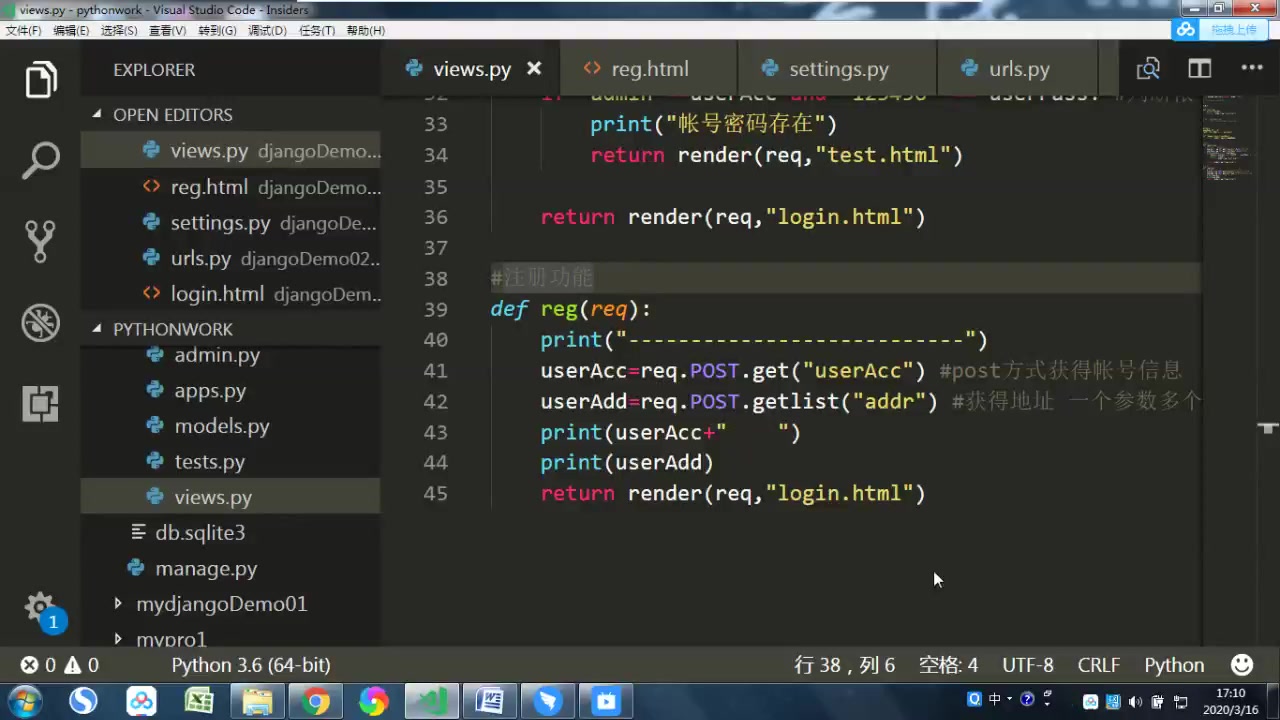 views.py - pythonwork - Visual Studio Code - Insiders
文件(F) 编辑(E) 选择(S) 查看(V) 转到(G) 调试(D) 任务(T) 帮助(H)
拖拽上传
EXPLORER
views.py
reg.html
settings.py
urls.py
OPEN EDITORS
views.py djangoDemo...
reg.html djangoDemo...
settings.py djangoDe...
urls.py djangoDemo02...
login.html djangoDem...
PYTHONWORK
admin.py
apps.py
models.py
tests.py
views.py
db.sqlite3
manage.py
mydjangoDemo01
mypro1
33 print("帐号密码存在")
34 return render(req,"test.html")
35
36 return render(req,"login.html")
37
38 #注册功能
39 def reg(req):
40 print("---------------------------")
41 userAcc=req.POST.get("userAcc") #post方式获得帐号信息
42 userAdd=req.POST.getlist("addr") #获得地址 一个参数多个
43 print(userAcc+"    ")
44 print(userAdd)
45 return render(req,"login.html")
1
0 0
Python 3.6 (64-bit)
行 38，列 6
空格: 4
UTF-8
CRLF
Python
中
17:10
2020/3/16